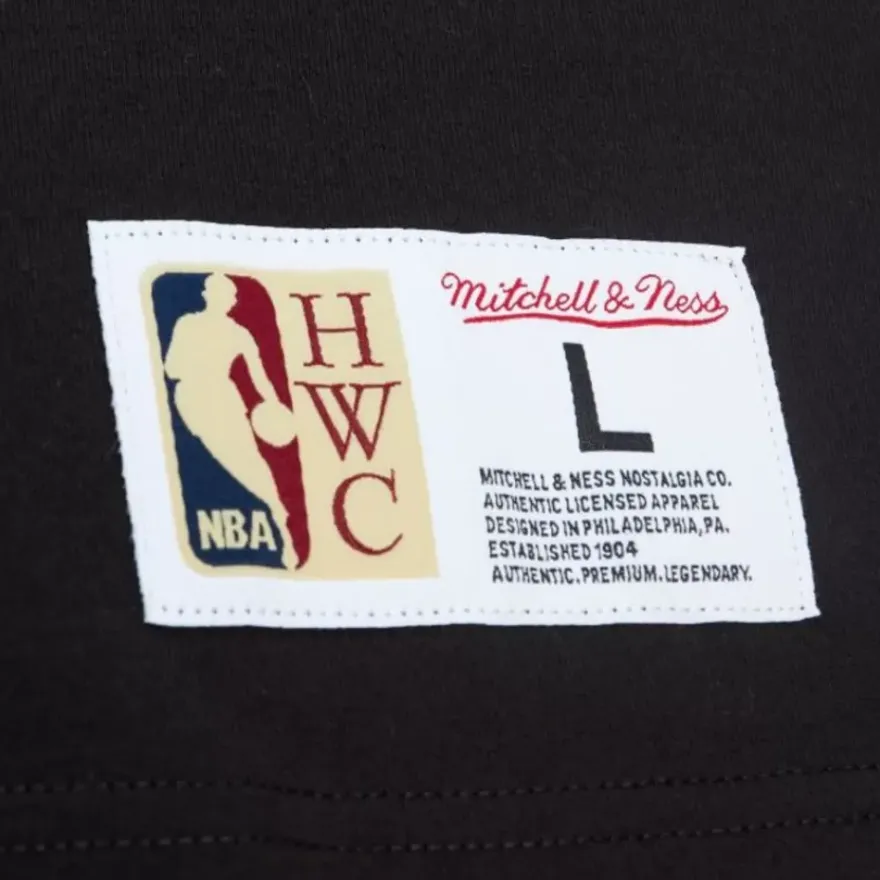 NBA
H
W
C
Mitchell & Ness
L
MITCHELL & NESS NOSTALGIA CO.
AUTHENTIC LICENSED APPAREL
DESIGNED IN PHILADELPHIA, PA.
ESTABLISHED 1904
AUTHENTIC. PREMIUM. LEGENDARY.